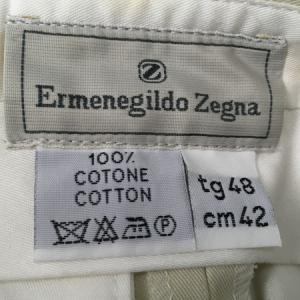 Z
Ermenegildo Zegna
100%
COTONE
COTTON
tg 48
cm 42
P